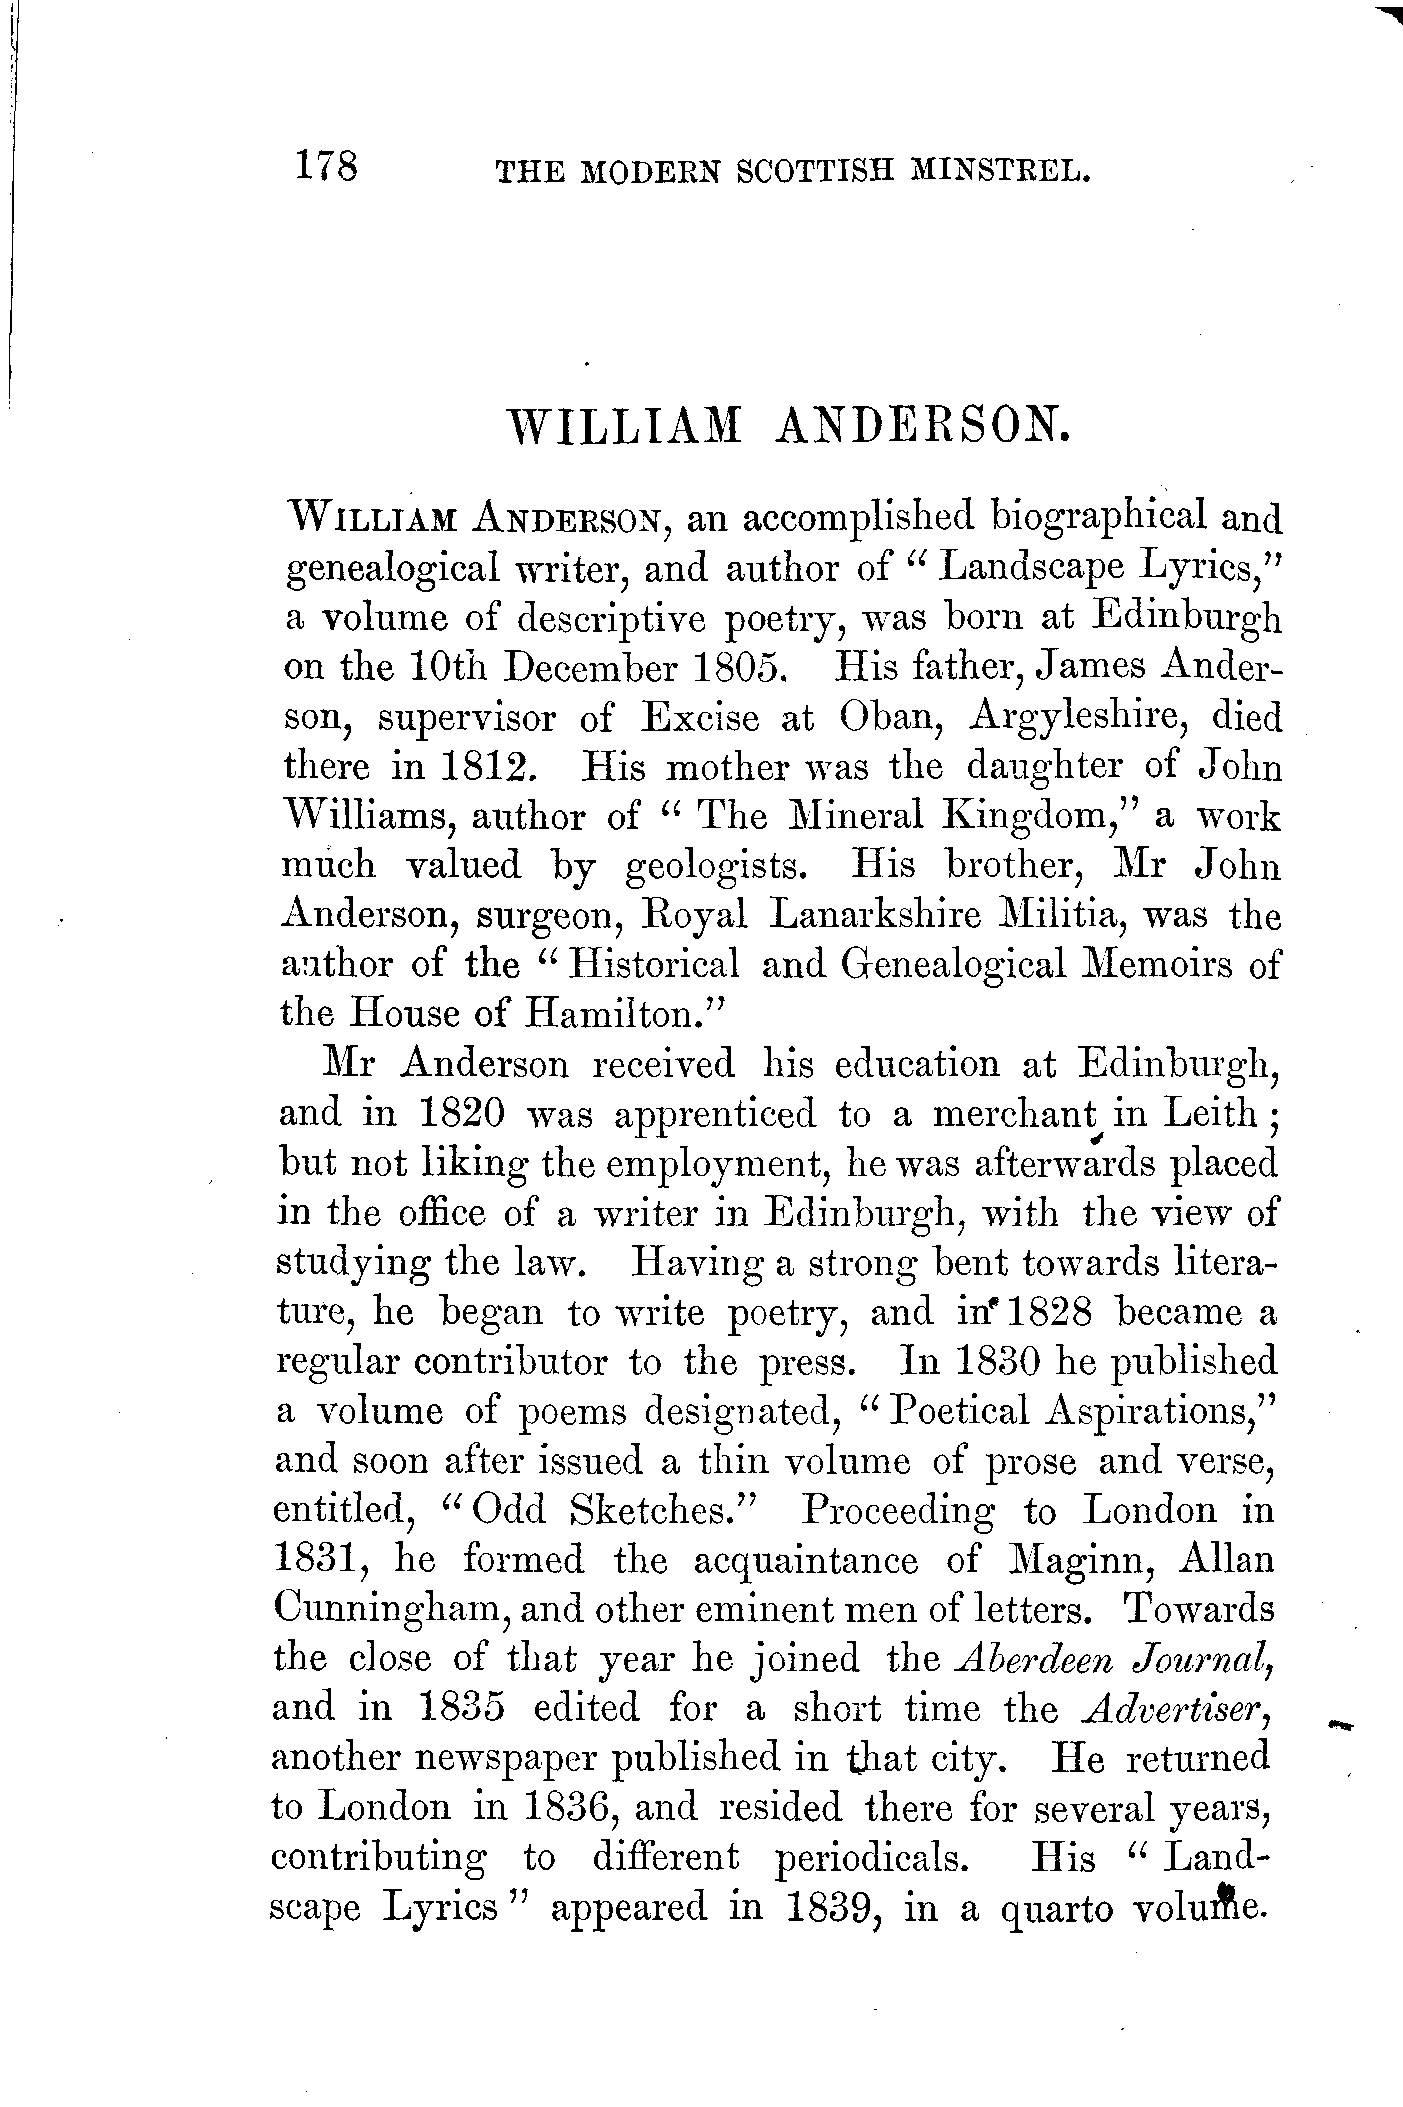 178 THE MODERN SCOTTISH MINSTREL.
WILLIAM ANDERSON.
WILLIAM ANDERSON, an accomplished biographical and
genealogical writer, and author of “ Landscape Lyrics,”
a volume of descriptive poetry, was born at Edinburgh
on the 10th December 1805. His father, James Ander-
son, supervisor of Excise at Oban, Argyleshire, died
there in 1812. His mother was the daughter of John
Williams, author of “ The Mineral Kingdom,” a work
much valued by geologists. His brother, Mr John
Anderson, surgeon, Royal Lanarkshire Militia, was the
author of the “ Historical and Genealogical Memoirs of
the House of Hamilton.”
Mr Anderson received his education at Edinburgh,
and in 1820 was apprenticed to a merchant in Leith ;
but not liking the employment, he was afterwards placed
in the office of a writer in Edinburgh, with the view of
studying the law. Having a strong bent towards litera-
ture, he began to write poetry, and in 1828 became a
regular contributor to the press. In 1830 he published
a volume of poems designated, “ Poetical Aspirations,”
and soon after issued a thin volume of prose and verse,
entitled, “ Odd Sketches.” Proceeding to London in
1831, he formed the acquaintance of Maginn, Allan
Cunningham, and other eminent men of letters. Towards
the close of that year he joined the Aberdeen Journal,
and in 1835 edited for a short time the Advertiser,
another newspaper published in that city. He returned
to London in 1836, and resided there for several years,
contributing to different periodicals. His “ Land-
scape Lyrics ” appeared in 1839, in a quarto volume.